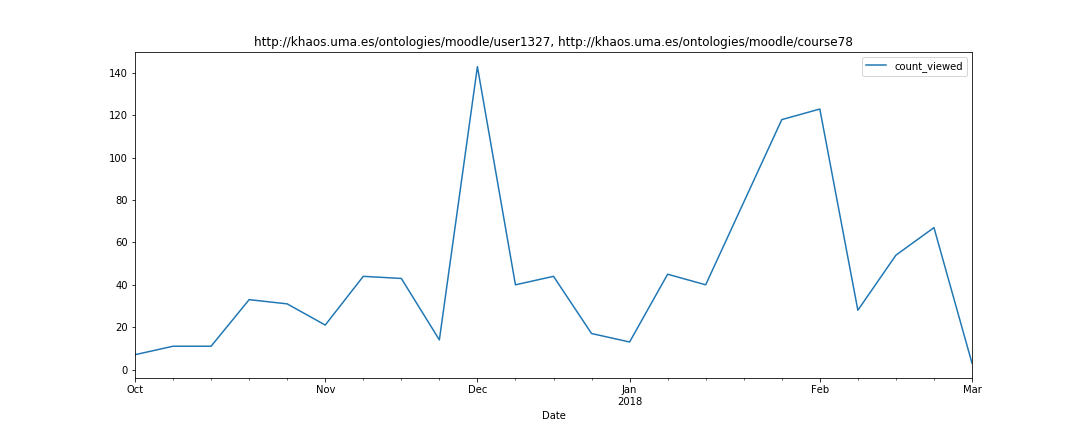 http://khaos.uma.es/ontologies/moodle/user1327, http://khaos.uma.es/ontologies/moodle/course78
count_viewed
140
120
100
80
60
40
20
0
Oct Nov Dec Jan Feb Mar
2018
Date